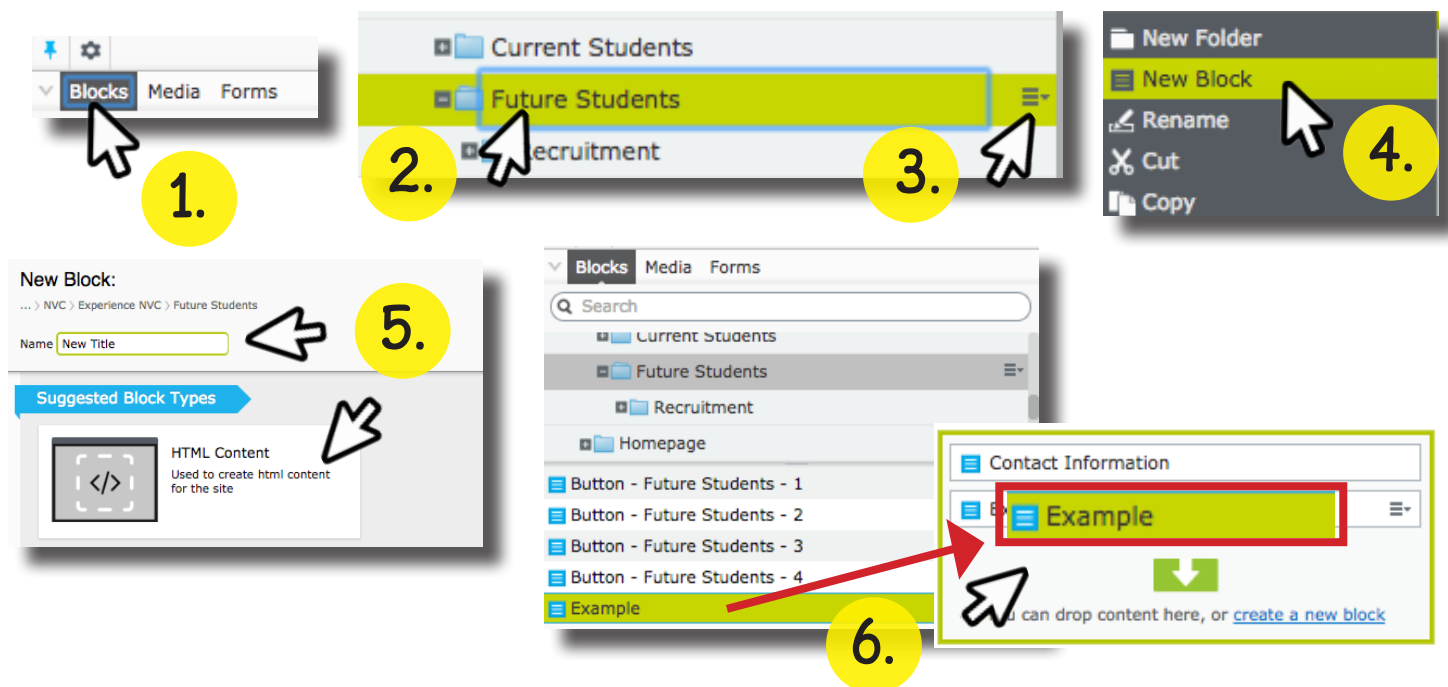 Blocks Media Forms
1.
Current Students
Future Students
Recruitment
2.
3.
New Folder
New Block
Rename
Cut
Copy
4.
New Block:
... > NVC > Experience NVC > Future Students
Name New Title
5.
Suggested Block Types
HTML Content
Used to create html content
for the site
Blocks Media Forms
Search
Current Students
Future Students
Recruitment
Homepage
Button - Future Students - 1
Button - Future Students - 2
Button - Future Students - 3
Button - Future Students - 4
Example
6.
Contact Information
Example
can drop content here, or create a new block